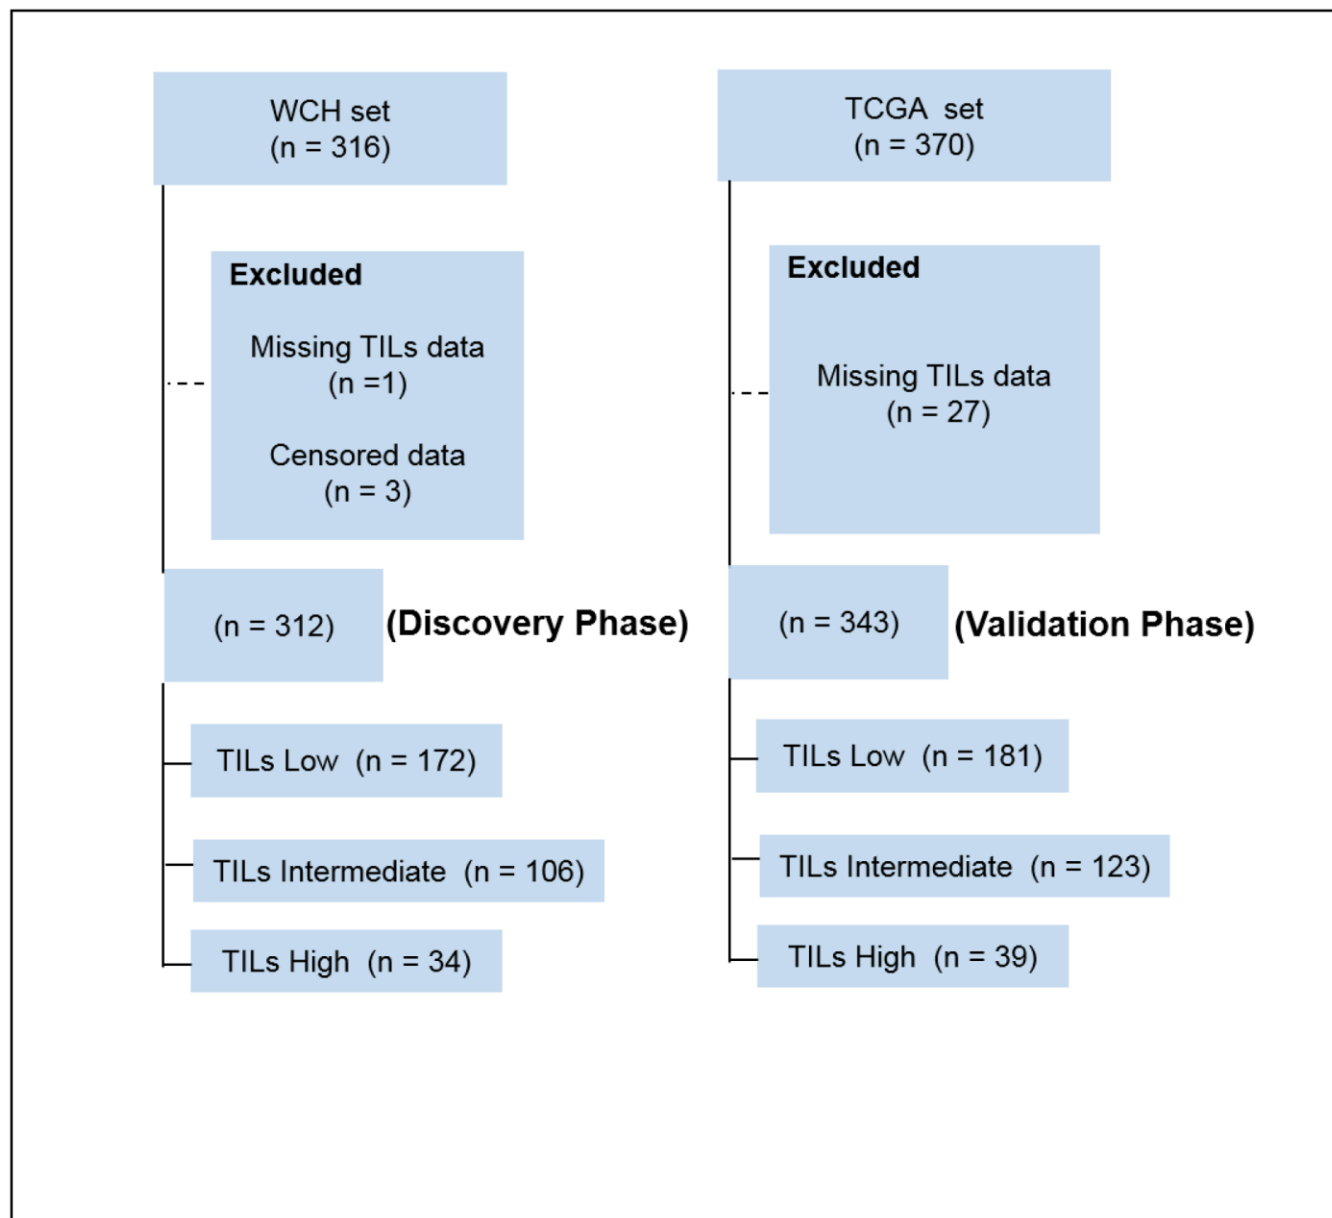 WCH set
(n = 316)
Excluded
Missing TILs data
(n =1)
Censored data
(n = 3)
(n = 312)
(Discovery Phase)
TILs Low (n = 172)
TILs Intermediate (n = 106)
TILs High (n = 34)
TCGA set
(n = 370)
Excluded
Missing TILs data
(n = 27)
(n = 343)
(Validation Phase)
TILs Low (n = 181)
TILs Intermediate (n = 123)
TILs High (n = 39)